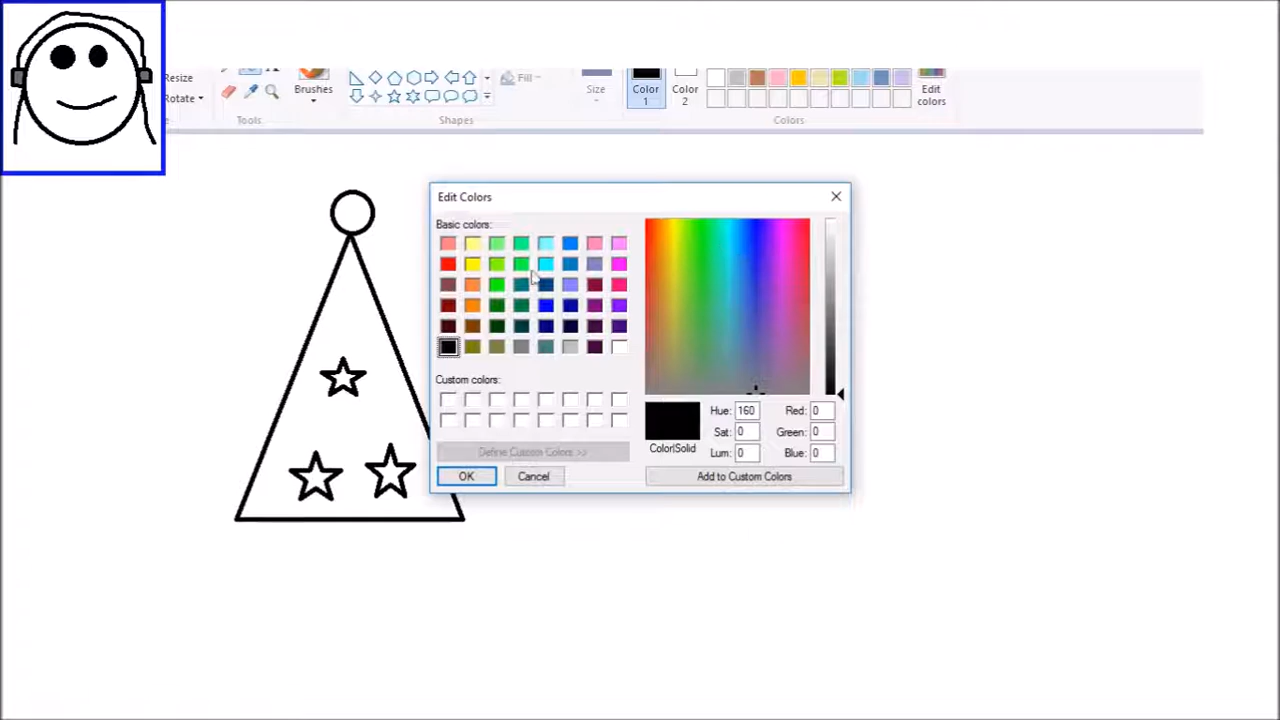 Resize
Rotate
Brushes
Fill
Size
Color 1
Color 2
Edit colors
Tools
Shapes
Colors
Edit Colors
Basic colors:
Custom colors:
Define Custom Colors >>
OK
Cancel
Color|Solid
Hue: 160
Sat: 0
Lum: 0
Red: 0
Green: 0
Blue: 0
Add to Custom Colors